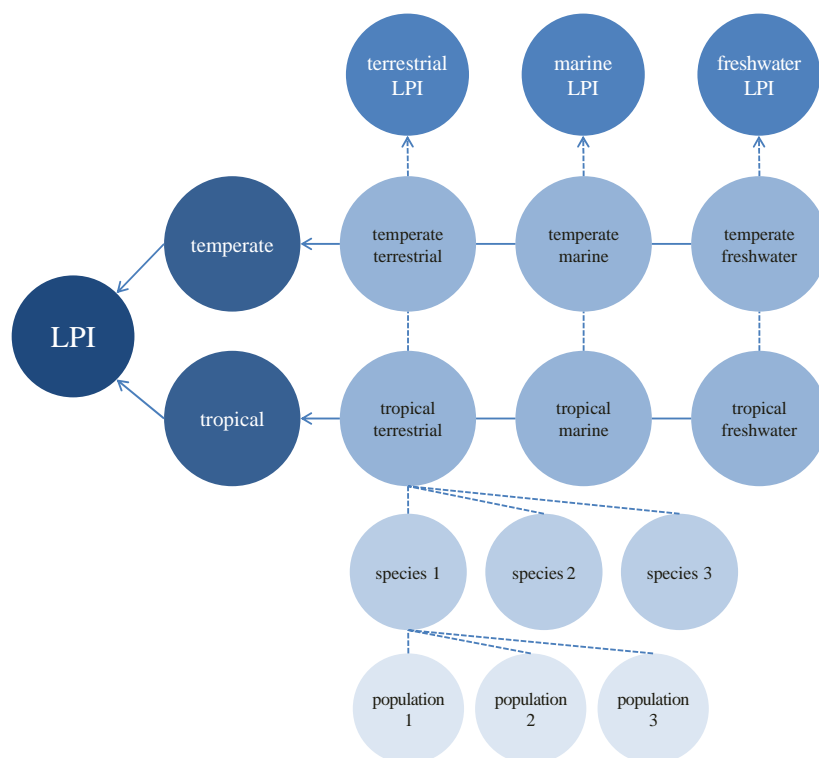 terrestrial
LPI
marine
LPI
freshwater
LPI
temperate
temperate
terrestrial
temperate
marine
temperate
freshwater
LPI
tropical
tropical
terrestrial
tropical
marine
tropical
freshwater
species 1
species 2
species 3
population
1
population
2
population
3